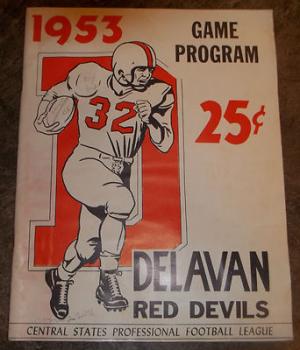 1953
GAME
PROGRAM
25¢
D
32
DELAVAN
RED DEVILS
CENTRAL STATES PROFESSIONAL FOOTBALL LEAGUE